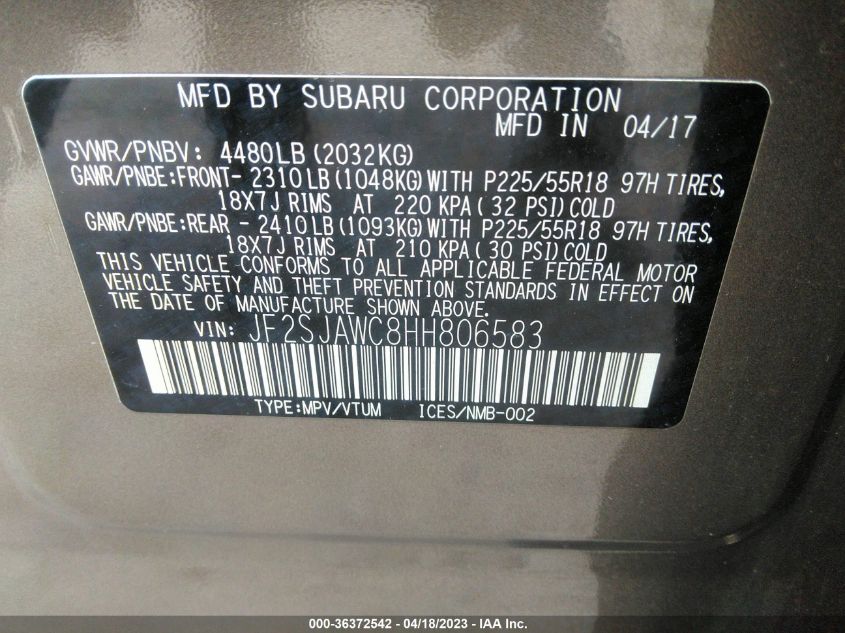 MFD BY SUBARU CORPORATION
MFD IN 04/17
GVWR/PNBV: 4480LB(2032KG)
GAWR/PNBE:FRONT- 2310LB(1048KG)WITH P225/55R18 97H TIRES,
18X7J RIMS AT 220 KPA( 32 PSI)COLD
GAWR/PNBE:REAR - 2410LB(1093KG)WITH P225/55R18 97H TIRES,
18X7J RIMS AT 210 KPA( 30 PSI)COLD
THIS VEHICLE CONFORMS TO ALL APPLICABLE FEDERAL MOTOR
VEHICLE SAFETY AND THEFT PREVENTION STANDARDS IN EFFECT ON
THE DATE OF MANUFACTURE SHOWN ABOVE.
VIN: JF2SJAWC8HH806583
TYPE:MPV/VTUM ICES/NMB-002
000-36372542 - 04/18/2023 - IAA Inc.